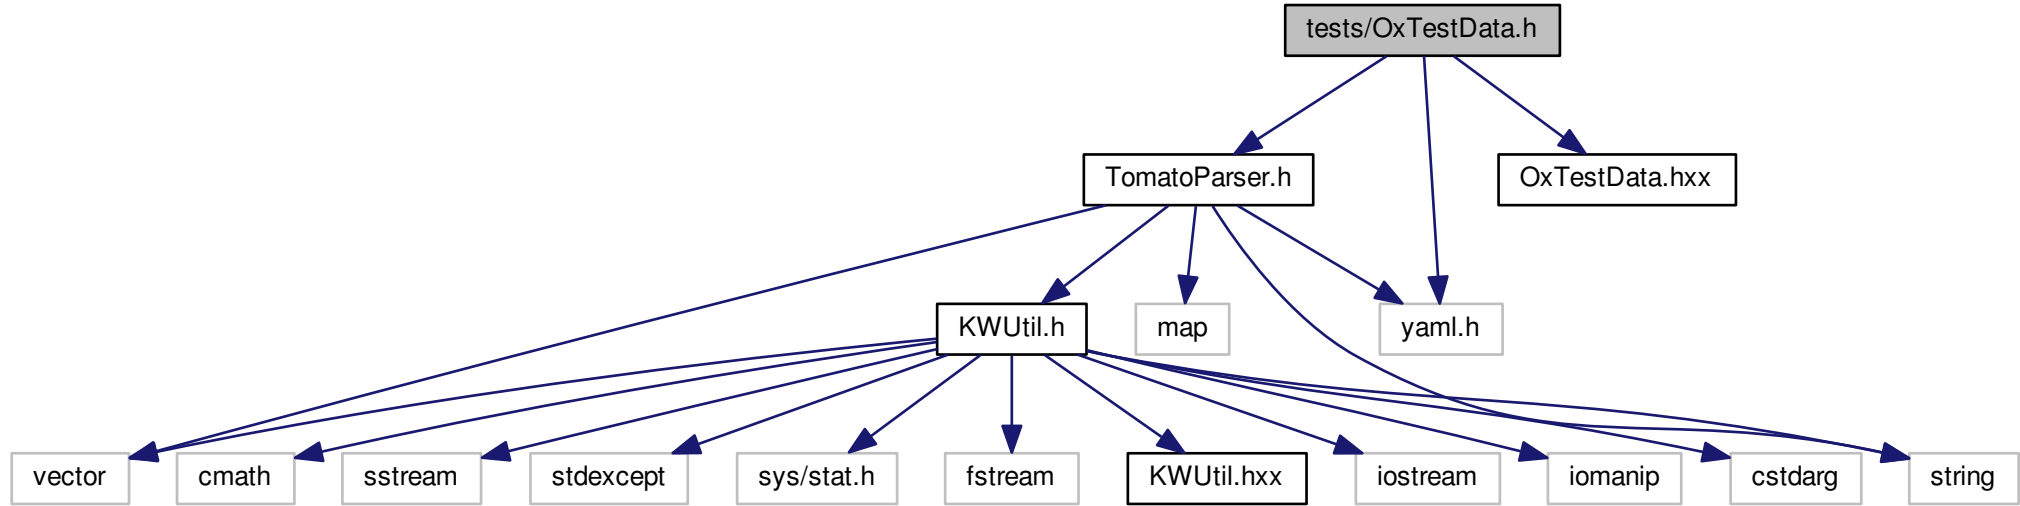 tests/OxTestData.h
TomatoParser.h
OxTestData.hxx
KWUtil.h
map
yaml.h
vector
cmath
sstream
stdexcept
sys/stat.h
fstream
KWUtil.hxx
iostream
iomanip
cstdarg
string